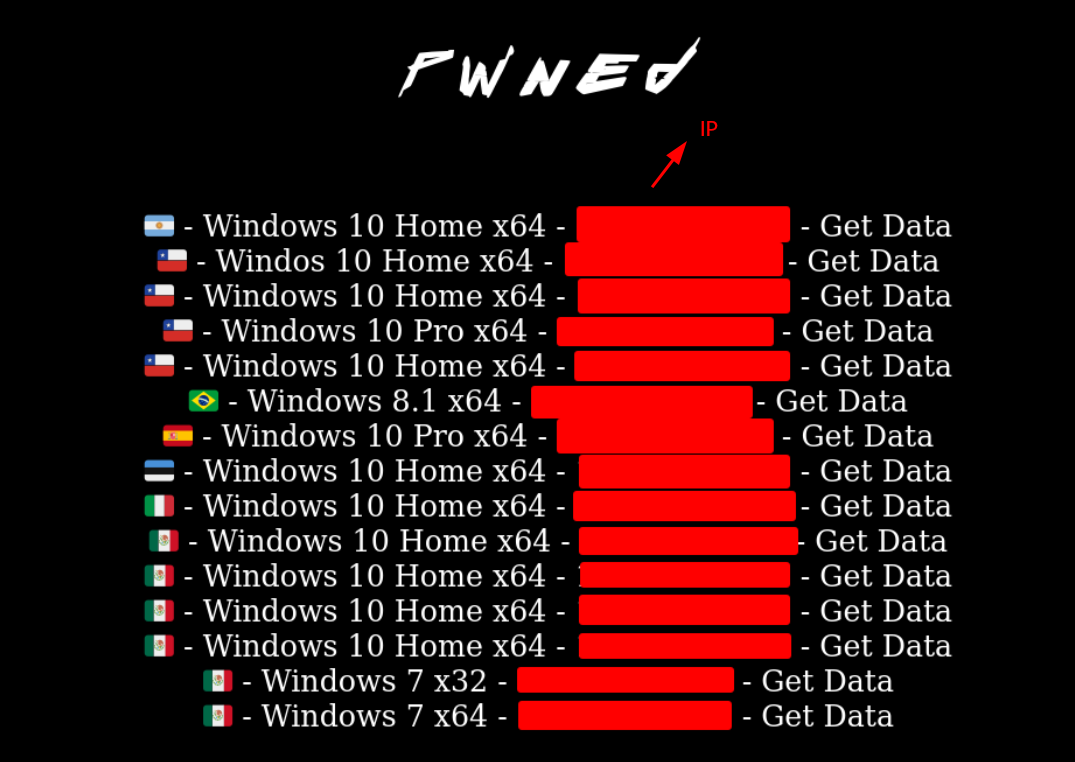 PWNEd
IP
- Windows 10 Home x64 - - Get Data
- Windos 10 Home x64 - - Get Data
- Windows 10 Home x64 - - Get Data
- Windows 10 Pro x64 - - Get Data
- Windows 10 Home x64 - - Get Data
- Windows 8.1 x64 - - Get Data
- Windows 10 Pro x64 - - Get Data
- Windows 10 Home x64 - - Get Data
- Windows 10 Home x64 - - Get Data
- Windows 10 Home x64 - - Get Data
- Windows 10 Home x64 - - Get Data
- Windows 10 Home x64 - - Get Data
- Windows 10 Home x64 - - Get Data
- Windows 7 x32 - - Get Data
- Windows 7 x64 - - Get Data